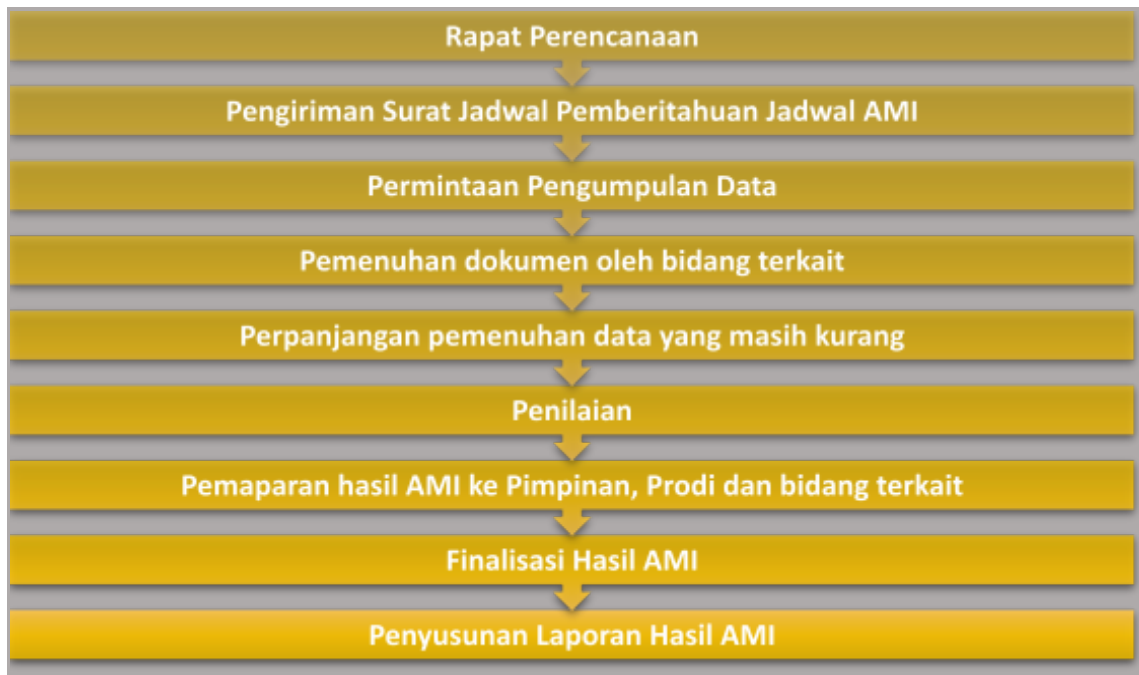 Rapat Perencanaan
Pengiriman Surat Jadwal Pemberitahuan Jadwal AMI
Permintaan Pengumpulan Data
Pemenuhan dokumen oleh bidang terkait
Perpanjangan pemenuhan data yang masih kurang
Penilaian
Pemaparan hasil AMI ke Pimpinan, Prodi dan bidang terkait
Finalisasi Hasil AMI
Penyusunan Laporan Hasil AMI